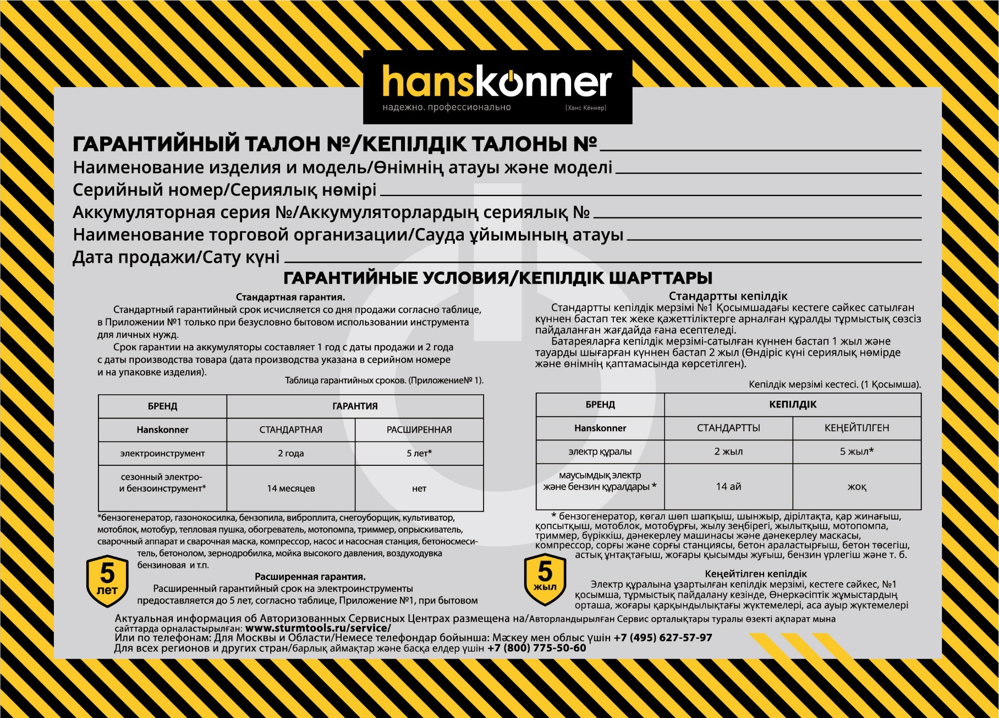 hanskönner
надежно. профессионально [Ханс Кённер]
ГАРАНТИЙНЫЙ ТАЛОН №/КЕПІЛДІК ТАЛОНЫ №
Наименование изделия и модель/Өнімнің атауы және моделі
Серийный номер/Сериялық нөмірі
Аккумуляторная серия №/Аккумуляторлардың сериялық №
Наименование торговой организации/Сауда ұйымының атауы
Дата продажи/Сату күні
ГАРАНТИЙНЫЕ УСЛОВИЯ/КЕПІЛДІК ШАРТТАРЫ
Стандартная гарантия.
Стандартный гарантийный срок исчисляется со дня продажи согласно таблице,
в Приложении №1 только при безусловно бытовом использовании инструмента
для личных нужд.
Срок гарантии на аккумуляторы составляет 1 год с даты продажи и 2 года
с даты производства товара (дата производства указана в серийном номере
и на упаковке изделия).
Таблица гарантийных сроков. (Приложение№ 1).
БРЕНД ГАРАНТИЯ
Hanskonner СТАНДАРТНАЯ РАСШИРЕННАЯ
электроинструмент 2 года 5 лет*
сезонный электро-
и бензоинструмент* 14 месяцев нет
*бензогенератор, газонокосилка, бензопила, виброплита, снегоуборщик, культиватор,
мотоблок, мотобур, тепловая пушка, обогреватель, мотопомпа, триммер, опрыскиватель,
сварочный аппарат и сварочная маска, компрессор, насос и насосная станция, бетоносмеси-
тель, бетонолом, зернодробилка, мойка высокого давления, воздуходувка
бензиновая и т.п.
5
лет
Расширенная гарантия.
Расширенный гарантийный срок на электроинструменты
предоставляется до 5 лет, согласно таблице, Приложение №1, при бытовом
Стандартты кепілдік
Стандартты кепілдік мерзімі №1 Қосымшадағы кестеге сәйкес сатылған
күннен бастап тек жеке қажеттіліктерге арналған құралды тұрмыстық сөзсіз
пайдаланған жағдайда ғана есептеледі.
Батареяларға кепілдік мерзімі-сатылған күннен бастап 1 жыл және
тауарды шығарған күннен бастап 2 жыл (Өндіріс күні сериялық нөмірде
және өнімнің қаптамасында көрсетілген).
Кепілдік мерзімі кестесі. (1 Қосымша).
БРЕНД КЕПІЛДІК
Hanskonner СТАНДАРТТЫ КЕҢЕЙТІЛГЕН
электр құралы 2 жыл 5 жыл*
маусымдық электр
және бензин құралдары * 14 ай жоқ
* бензогенератор, көгал шөп шапқыш, шынжыр, дірілтақта, қар жинағыш,
қопсытқыш, мотоблок, мотобұрғы, жылу зеңбірегі, жылытқыш, мотопомпа,
триммер, бүріккіш, дәнекерлеу машинасы және дәнекерлеу маскасы,
компрессор, сорғы және сорғы станциясы, бетон араластырғыш, бетон төсегіш,
астық ұнтақтағыш, жоғары қысымды жуғыш, бензин үрлегіш және т. б.
5
жыл
Кеңейтілген кепілдік
Электр құралына ұзартылған кепілдік мерзімі, кестеге сәйкес, №1
қосымша, тұрмыстық пайдалану кезінде, Өнеркәсіптік жұмыстардың
орташа, жоғары қарқындылықтағы жүктемелері, аса ауыр жүктемелері
Актуальная информация об Авторизованных Сервисных Центрах размещена на/Авторландырылған Сервис орталықтары туралы өзекті ақпарат мына
сайттарда орналастырылған: www.sturmtools.ru/service/
Или по телефонам: Для Москвы и Области/Немесе телефондар бойынша: Мәскеу мен облыс үшін +7 (495) 627-57-97
Для всех регионов и других стран/барлық аймақтар және басқа елдер үшін +7 (800) 775-50-60